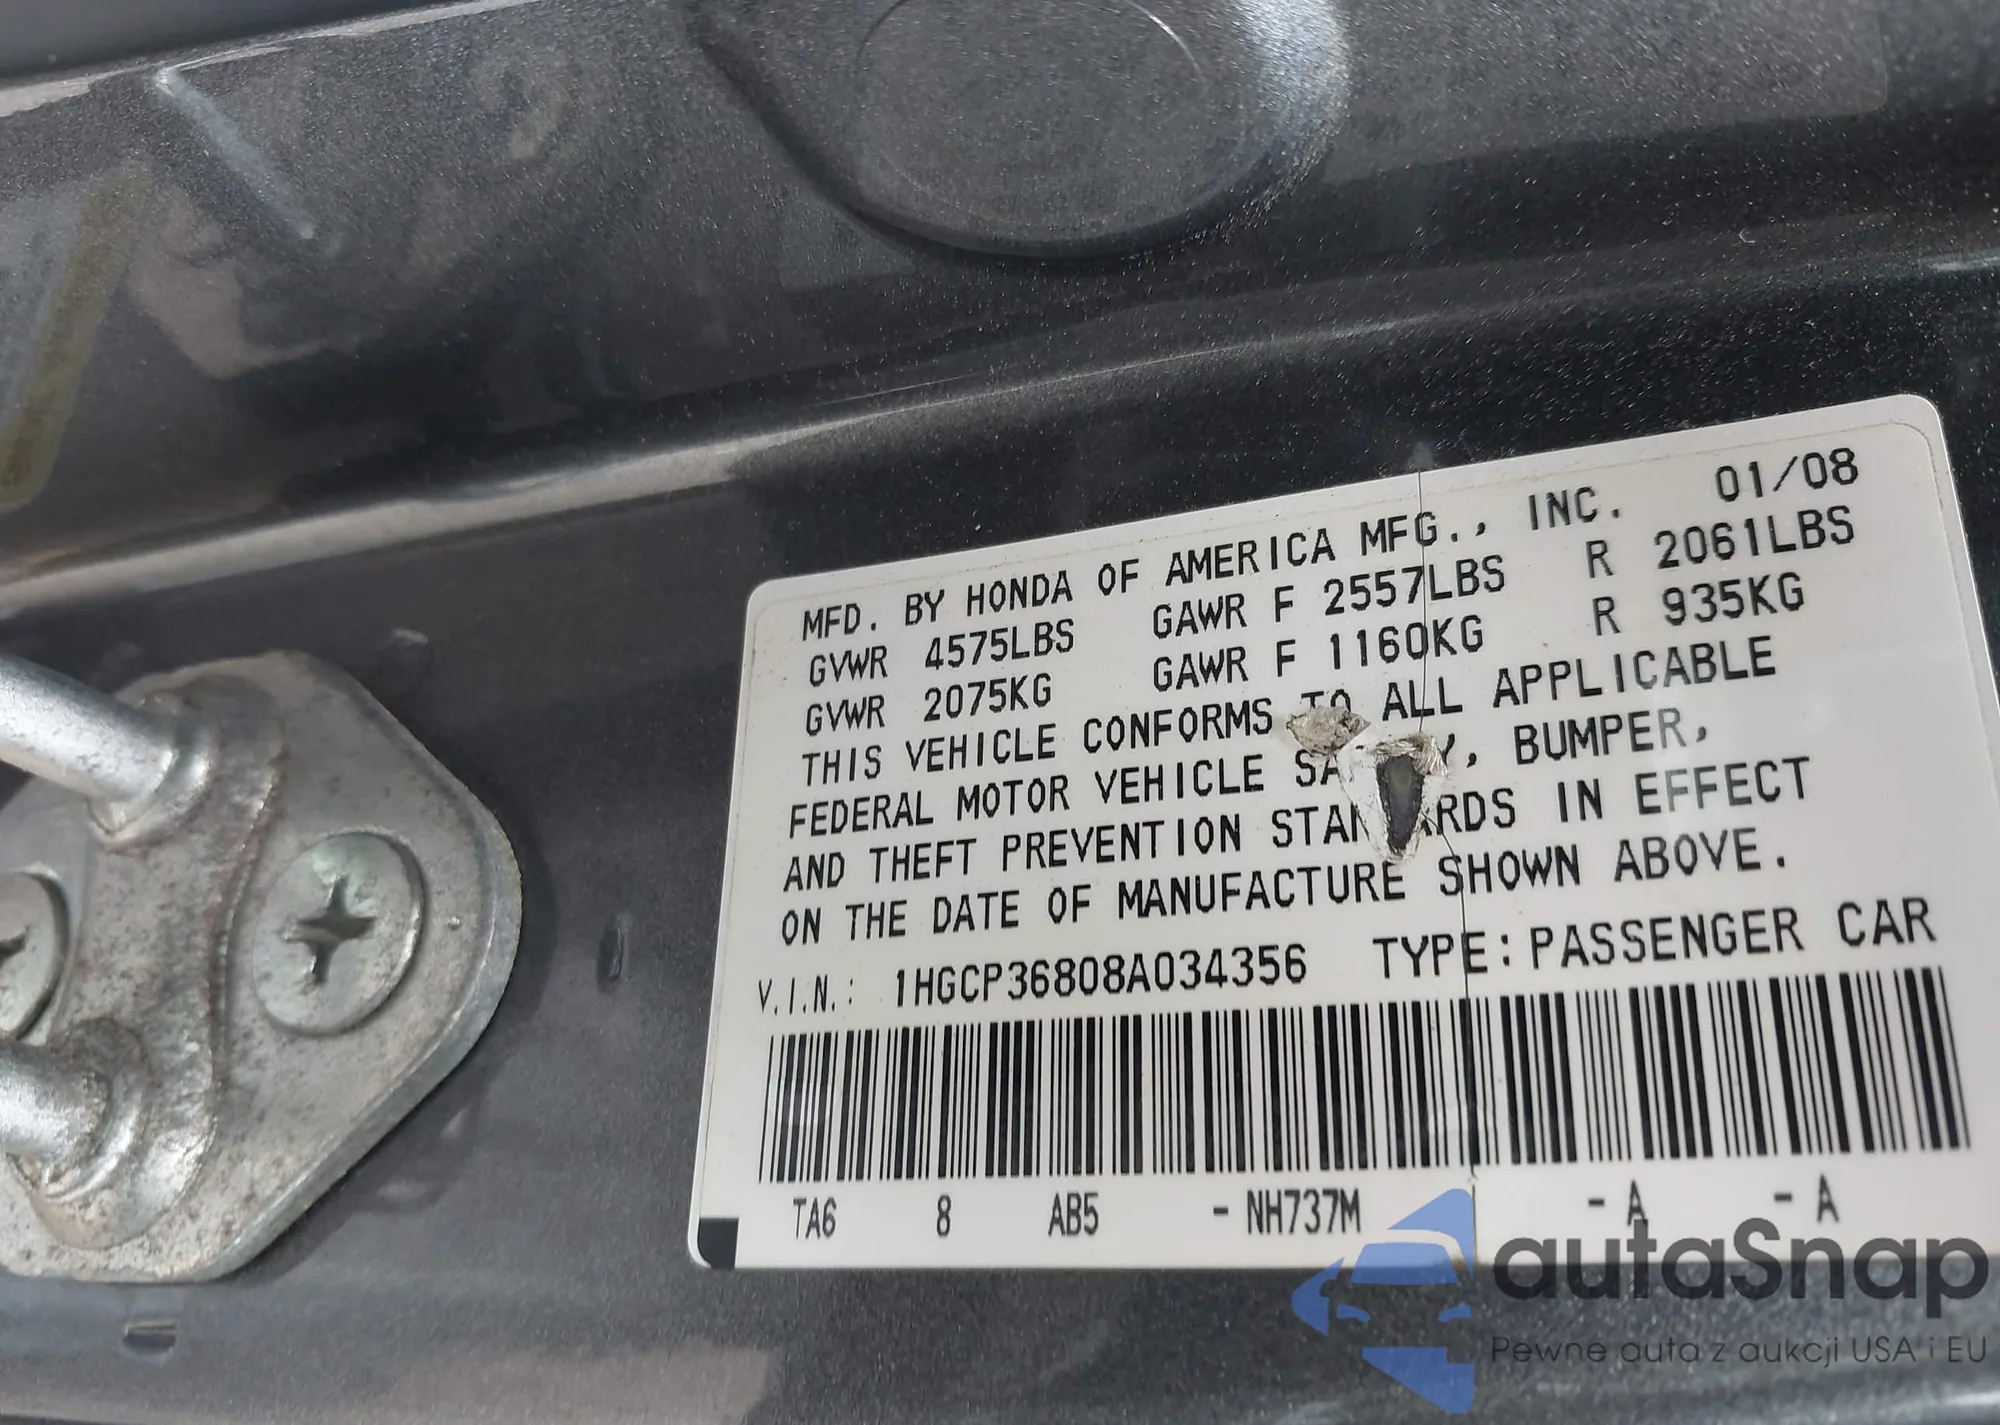 MFD. BY HONDA OF AMERICA MFG., INC. 01/08
GVWR 4575LBS GAWR F 2557LBS R 2061LBS
GVWR 2075KG GAWR F 1160KG R 935KG
THIS VEHICLE CONFORMS TO ALL APPLICABLE
FEDERAL MOTOR VEHICLE SA Y, BUMPER,
AND THEFT PREVENTION STAN RDS IN EFFECT
ON THE DATE OF MANUFACTURE SHOWN ABOVE.
V.I.N.: 1HGCP36808A034356 TYPE: PASSENGER CAR
TA6 8 AB5 - NH737M - A - A
autaSnap
Pewne auta z aukcji USA i EU